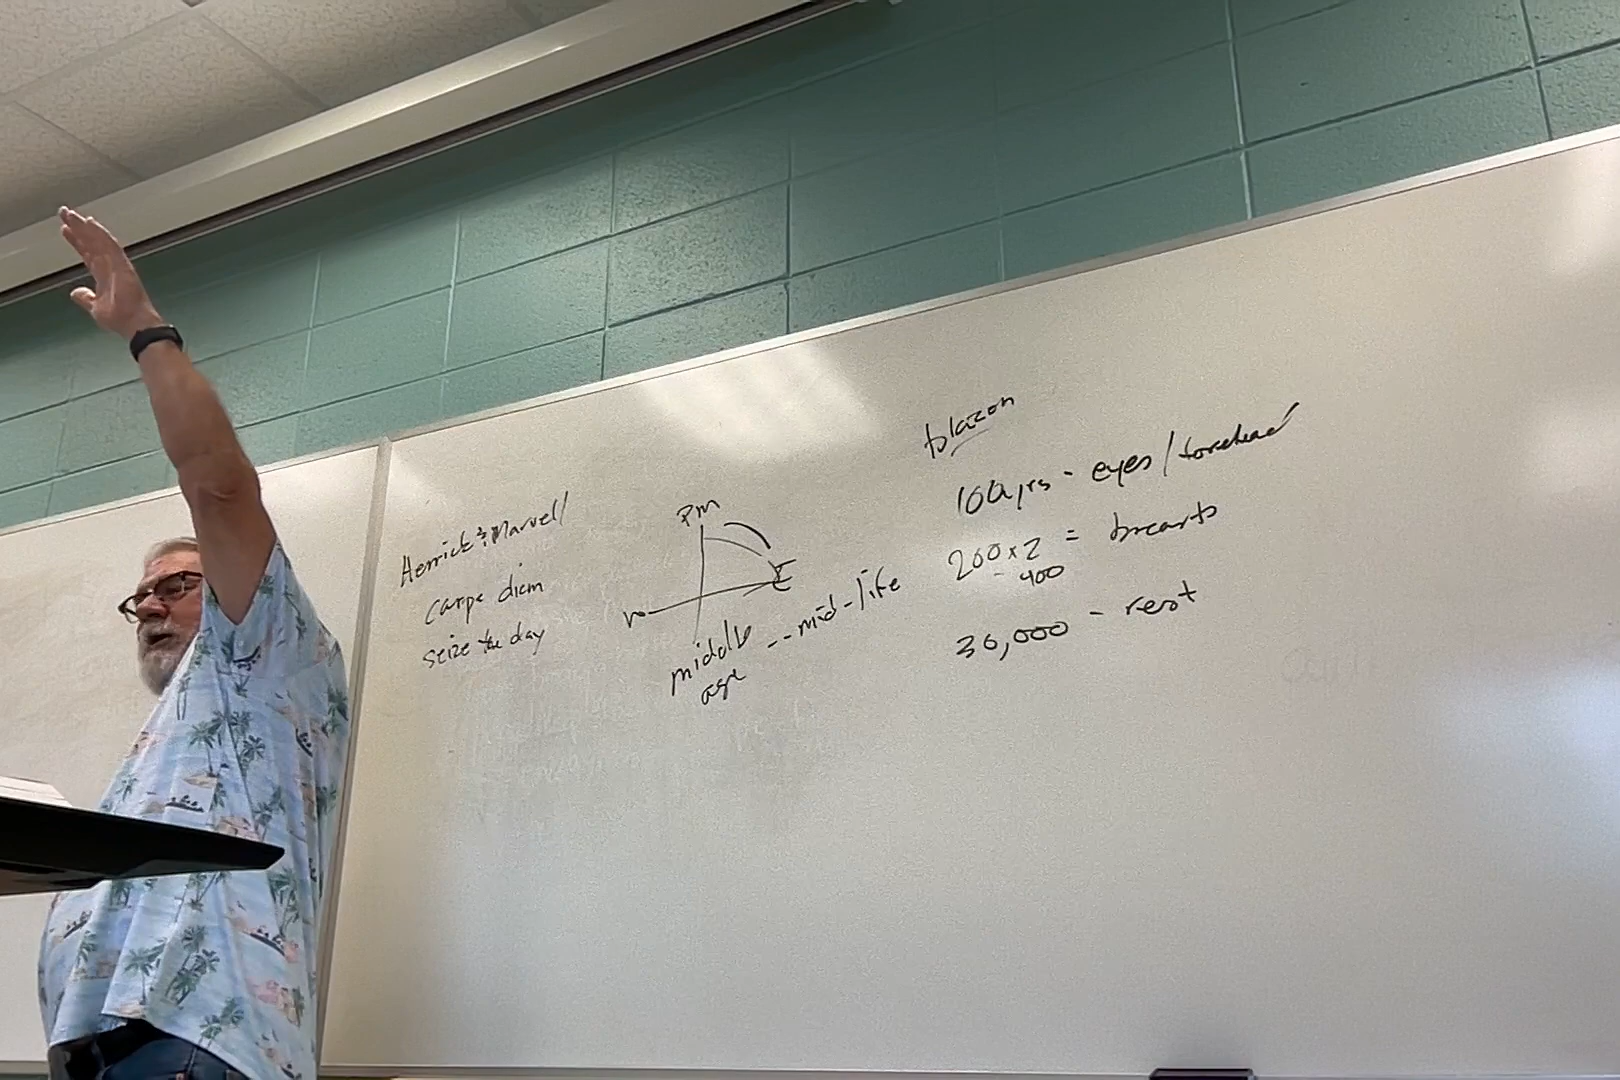 Herrick & Marvell
carpe diem
seize the day
PM
E
middle
age -- mid-life
blazon
100 yrs - eyes/forehead
200 x 2 = breasts
- 400
30,000 - rest